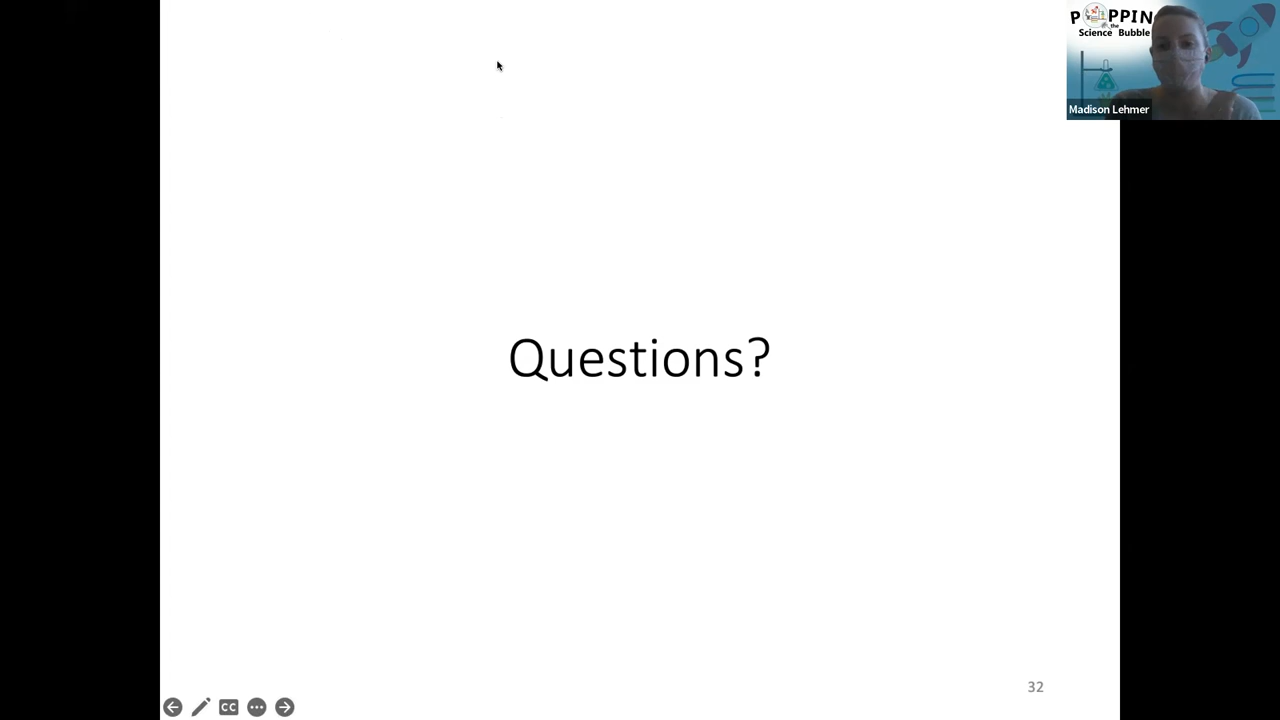 POPPIN
the
Science Bubble
Madison Lehmer
Questions?
32
CC